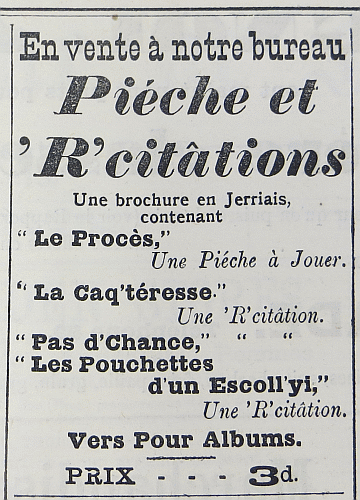 En vente à notre bureau
Piéche et
'R'citâtions
Une brochure en Jerriais,
contenant
“ Le Procès,”
Une Piéche à Jouer.
“ La Caq'téresse.”
Une 'R'citâtion.
“ Pas d'Chance,” “ “
“ Les Pouchettes
d'un Escoll'yi,”
Une 'R'citâtion.
Vers Pour Albums.
PRIX - - - 3d.